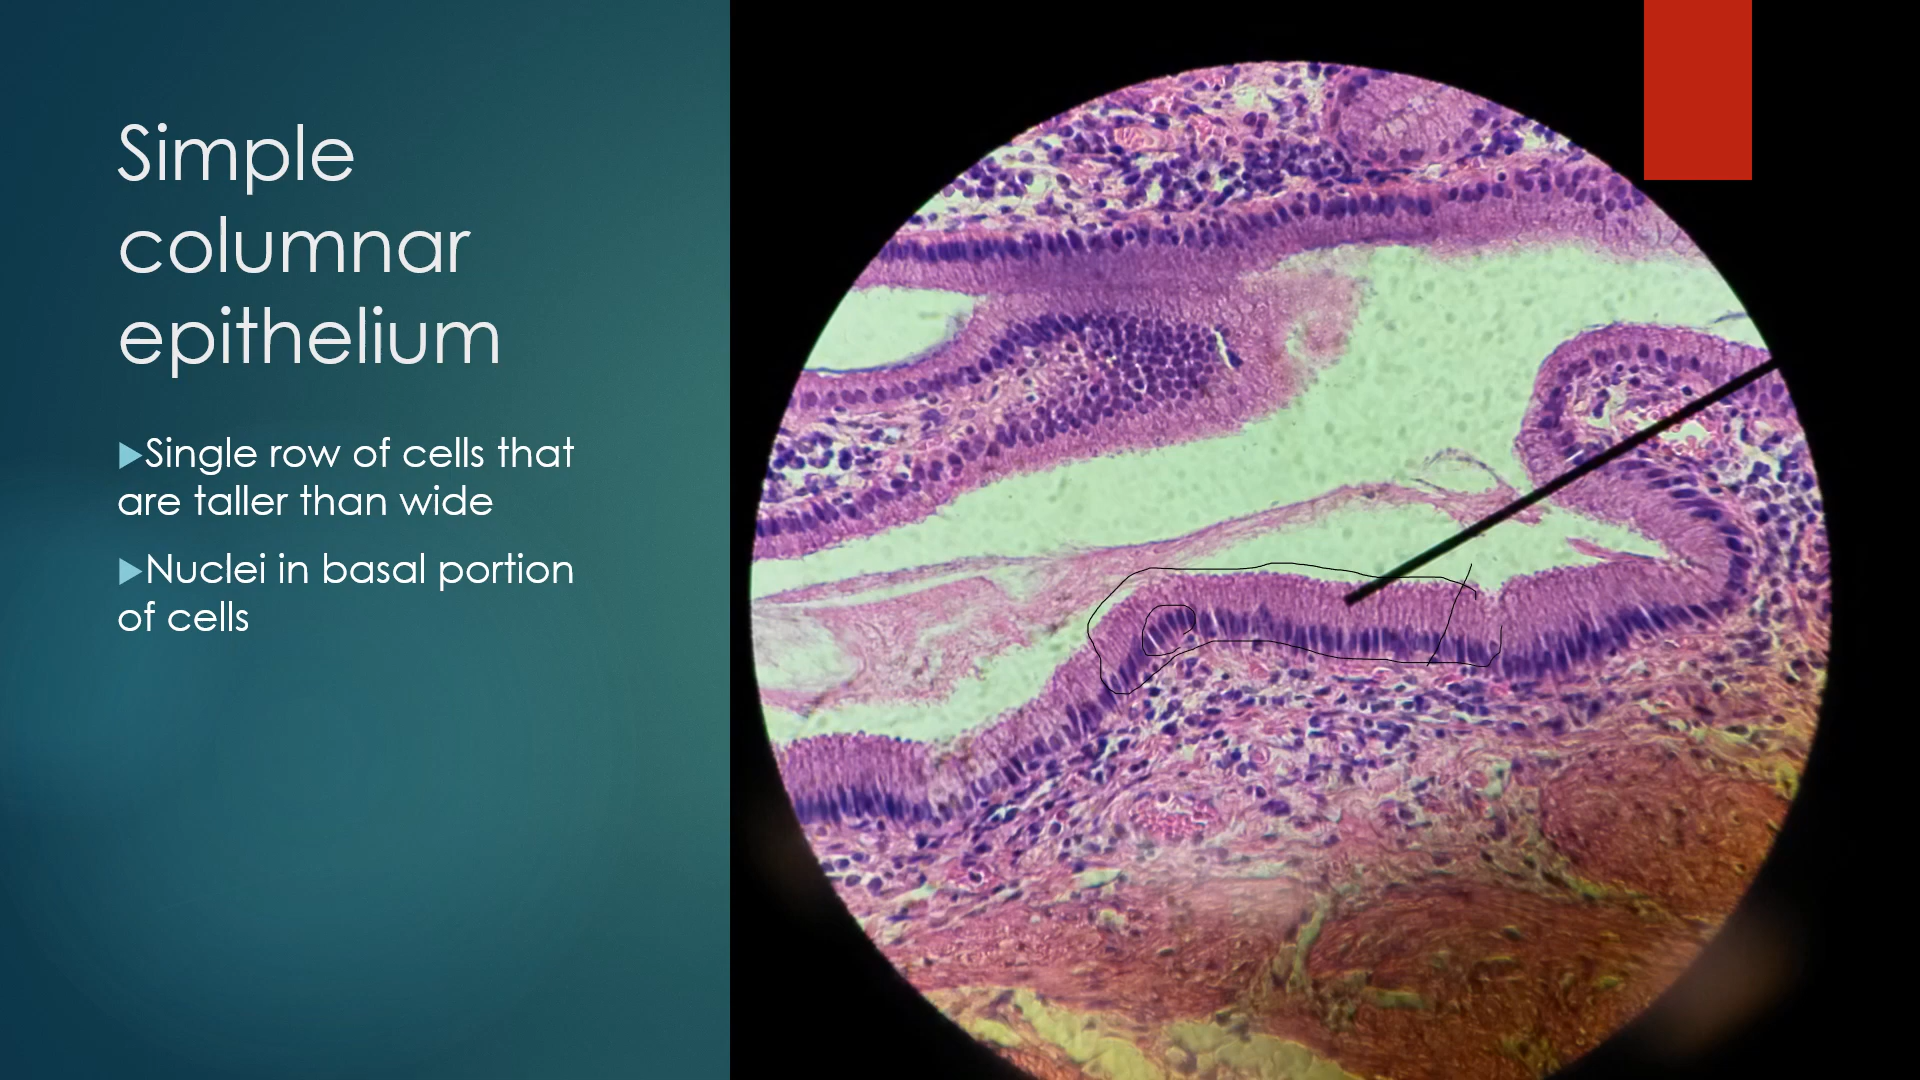 Simple
columnar
epithelium
▶Single row of cells that
are taller than wide
▶Nuclei in basal portion
of cells